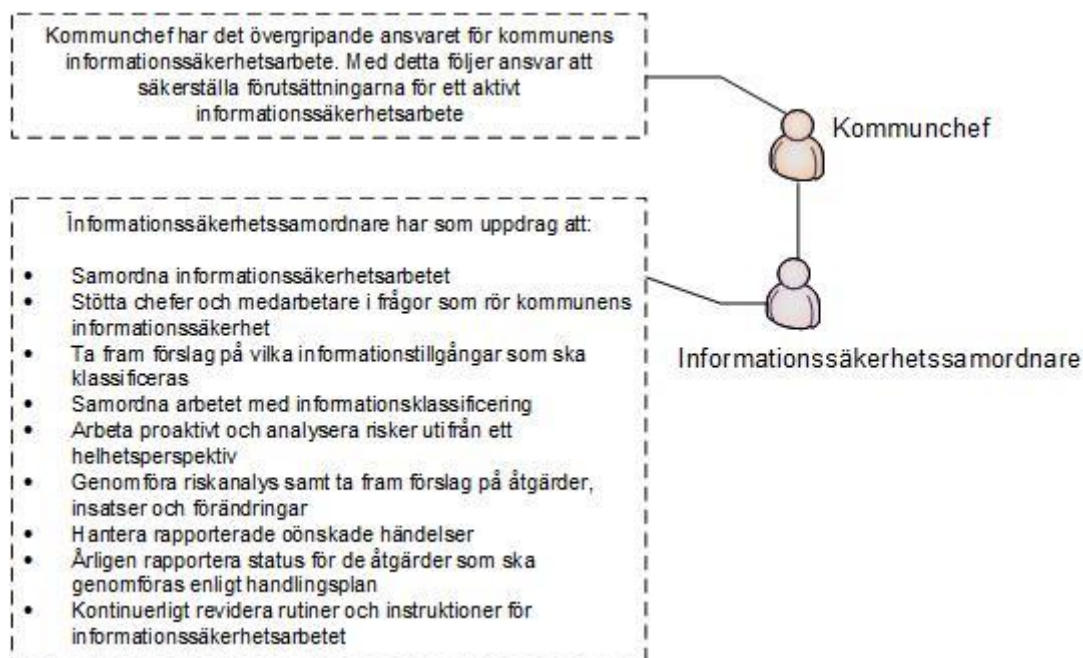 Kommunchef har det övergripande ansvaret för kommunens
informationssäkerhetsarbete. Med detta följer ansvar att
säkerställa förutsättningarna för ett aktivt
informationssäkerhetsarbete
Kommunchef
Informationssäkerhetssamordnare har som uppdrag att:
• Samordna informationssäkerhetsarbetet
• Stötta chefer och medarbetare i frågor som rör kommunens
informationssäkerhet
• Ta fram förslag på vilka informationstillgångar som ska
klassificeras
• Samordna arbetet med informationsklassificering
• Arbeta proaktivt och analysera risker utifrån ett
helhetsperspektiv
• Genomföra riskanalys samt ta fram förslag på åtgärder,
insatser och förändringar
• Hantera rapporterade oönskade händelser
• Årligen rapportera status för de åtgärder som ska
genomföras enligt handlingsplan
• Kontinuerligt revidera rutiner och instruktioner för
informationssäkerhetsarbetet
Informationssäkerhetssamordnare